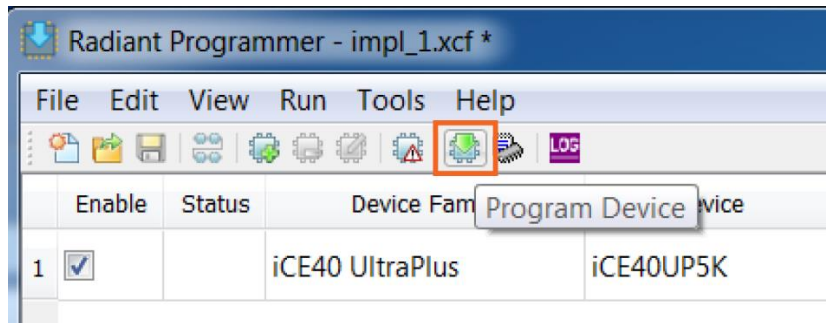 Radiant Programmer - impl_1.xcf *
File Edit View Run Tools Help
LOG
Enable Status Device Fam Program Device vice
1 iCE40 UltraPlus iCE40UP5K